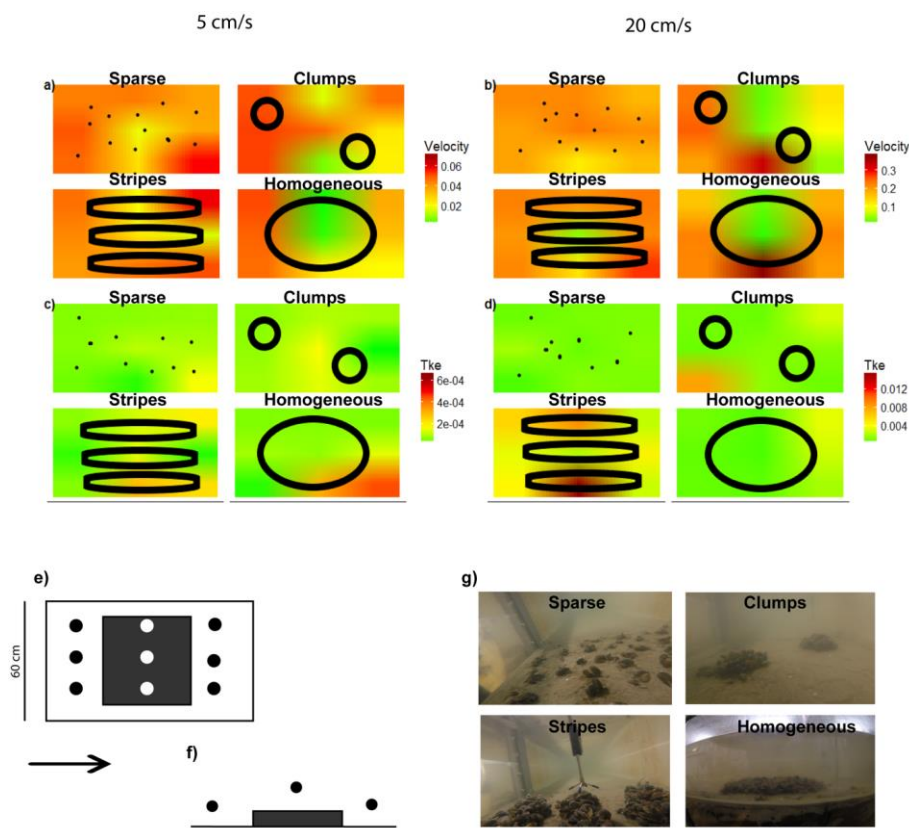 5 cm/s 20 cm/s
a) Sparse Clumps b) Sparse Clumps
Velocity Velocity
0.06 0.3
0.04 0.2
0.02 0.1
Stripes Homogeneous Stripes Homogeneous
c) Sparse Clumps d) Sparse Clumps
Tke Tke
6e-04 0.012
4e-04 0.008
2e-04 0.004
Stripes Homogeneous Stripes Homogeneous
e) g)
Sparse Clumps
60 cm
Stripes Homogeneous
f)